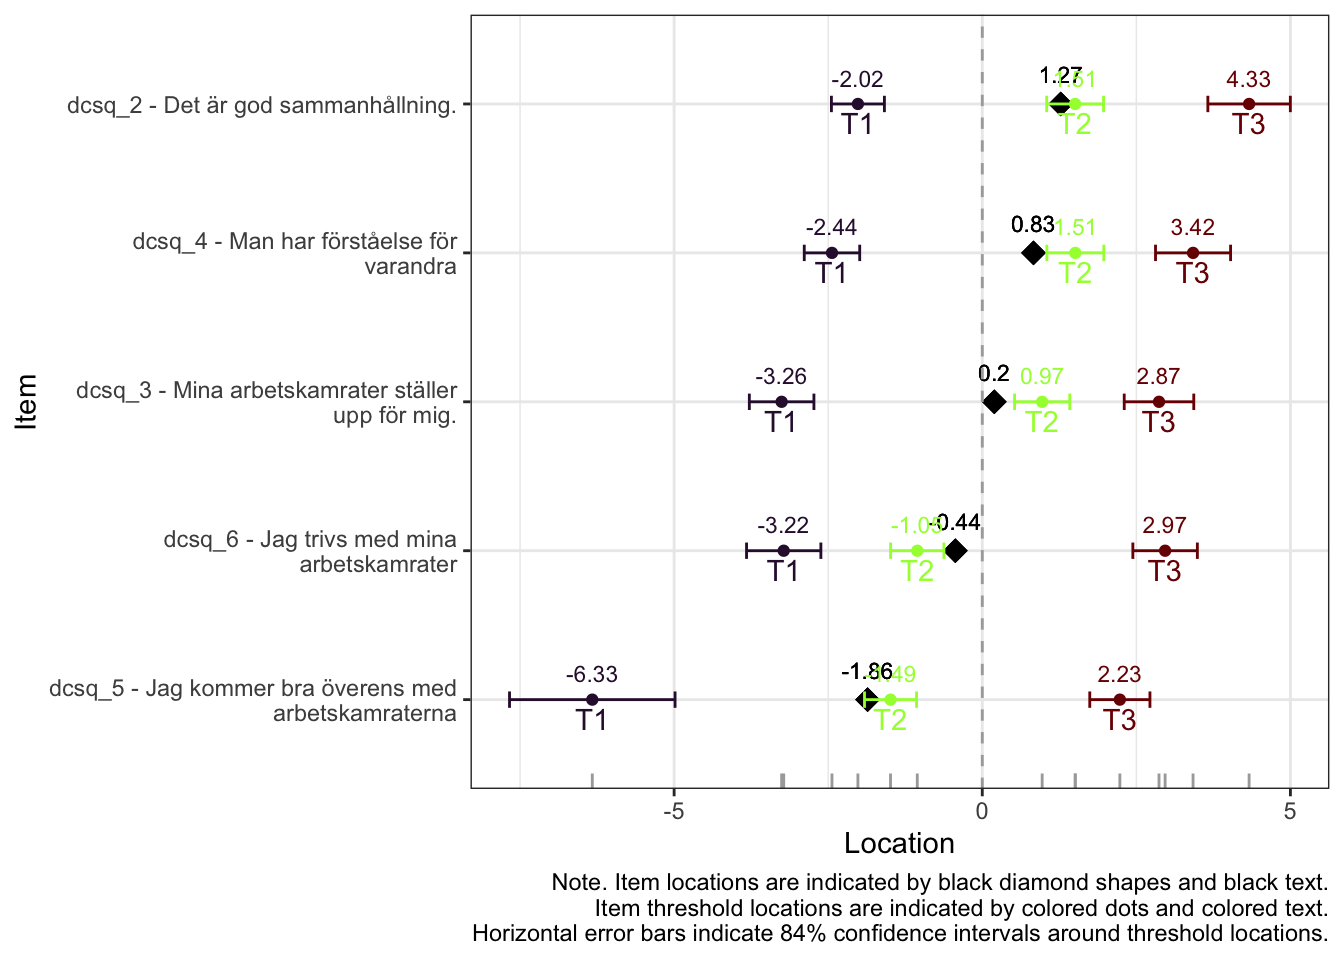 -2.02 1.27 1.51 4.33
dcsq_2 - Det är god sammanhållning.
T1 T2 T3
-2.44 0.83 1.51 3.42
dcsq_4 - Man har förståelse för
varandra
T1 T2 T3
-3.26 0.2 0.97 2.87
dcsq_3 - Mina arbetskamrater ställer
upp för mig.
T1 T2 T3
-3.22 -1.05 -0.44 2.97
dcsq_6 - Jag trivs med mina
arbetskamrater
T1 T2 T3
-6.33 -1.86 -1.49 2.23
dcsq_5 - Jag kommer bra överens med
arbetskamraterna
T1 T2 T3
Item
-5 0 5
Location
Note. Item locations are indicated by black diamond shapes and black text.
Item threshold locations are indicated by colored dots and colored text.
Horizontal error bars indicate 84% confidence intervals around threshold locations.